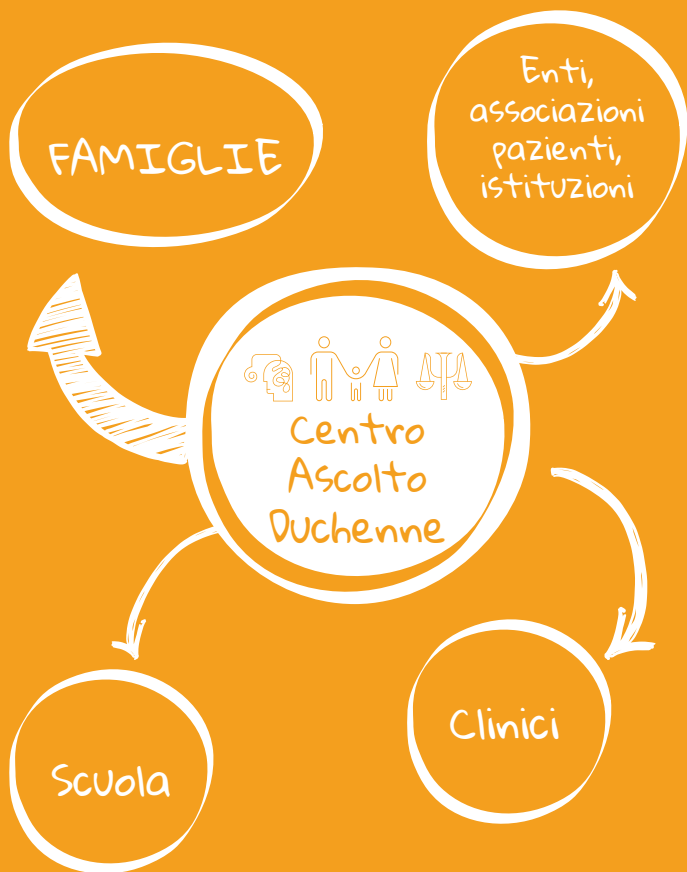 FAMIGLIE
Enti,
associazioni
pazienti,
istituzioni
Centro
Ascolto
Duchenne
Clinici
Scuola